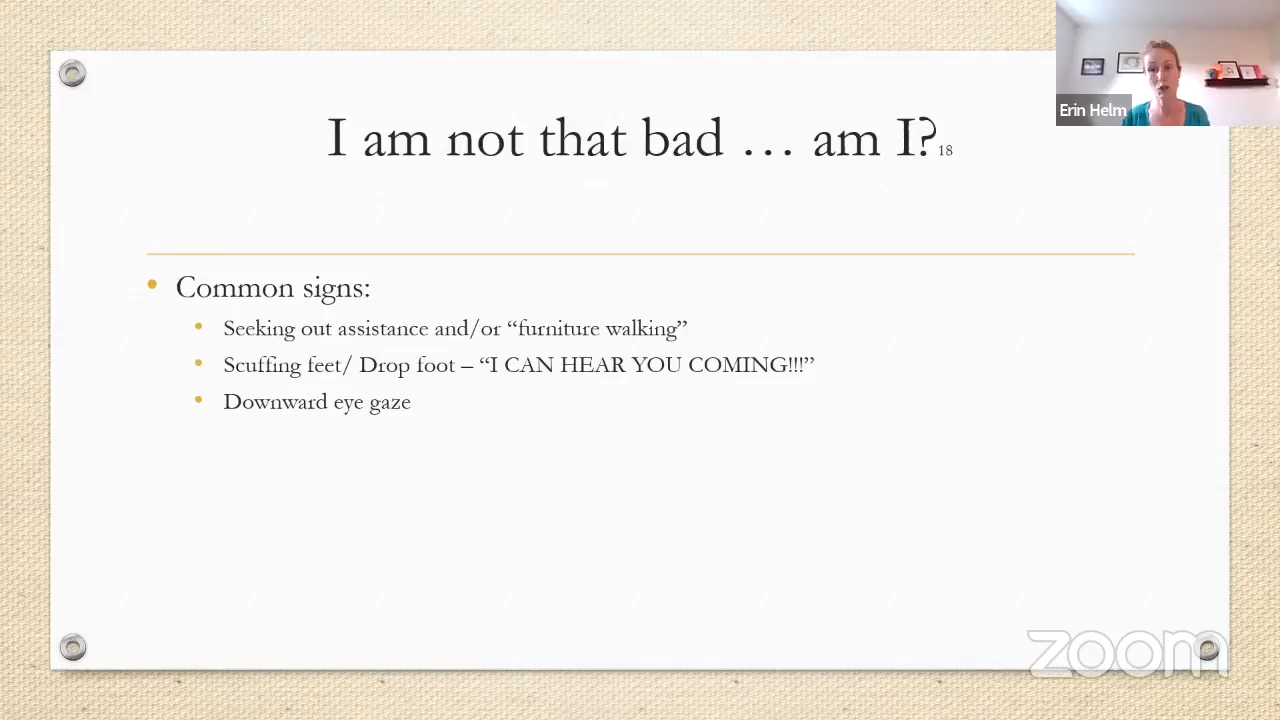 Erin Helm
I am not that bad … am I?18
• Common signs:
• Seeking out assistance and/or “furniture walking”
• Scuffing feet/ Drop foot – “I CAN HEAR YOU COMING!!!”
• Downward eye gaze
zoom